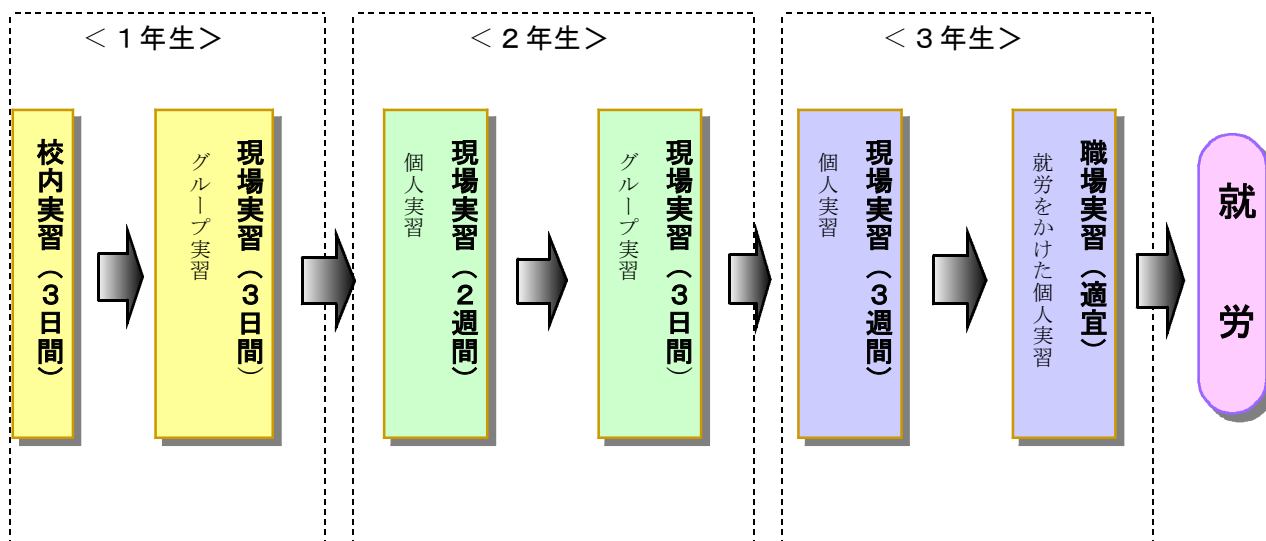 ＜１年生＞
校内実習（３日間）
現場実習（３日間）
グループ実習
＜２年生＞
現場実習（２週間）
個人実習
現場実習（３日間）
グループ実習
＜３年生＞
現場実習（３週間）
個人実習
職場実習（適宜）
就労をかけた個人実習
就労